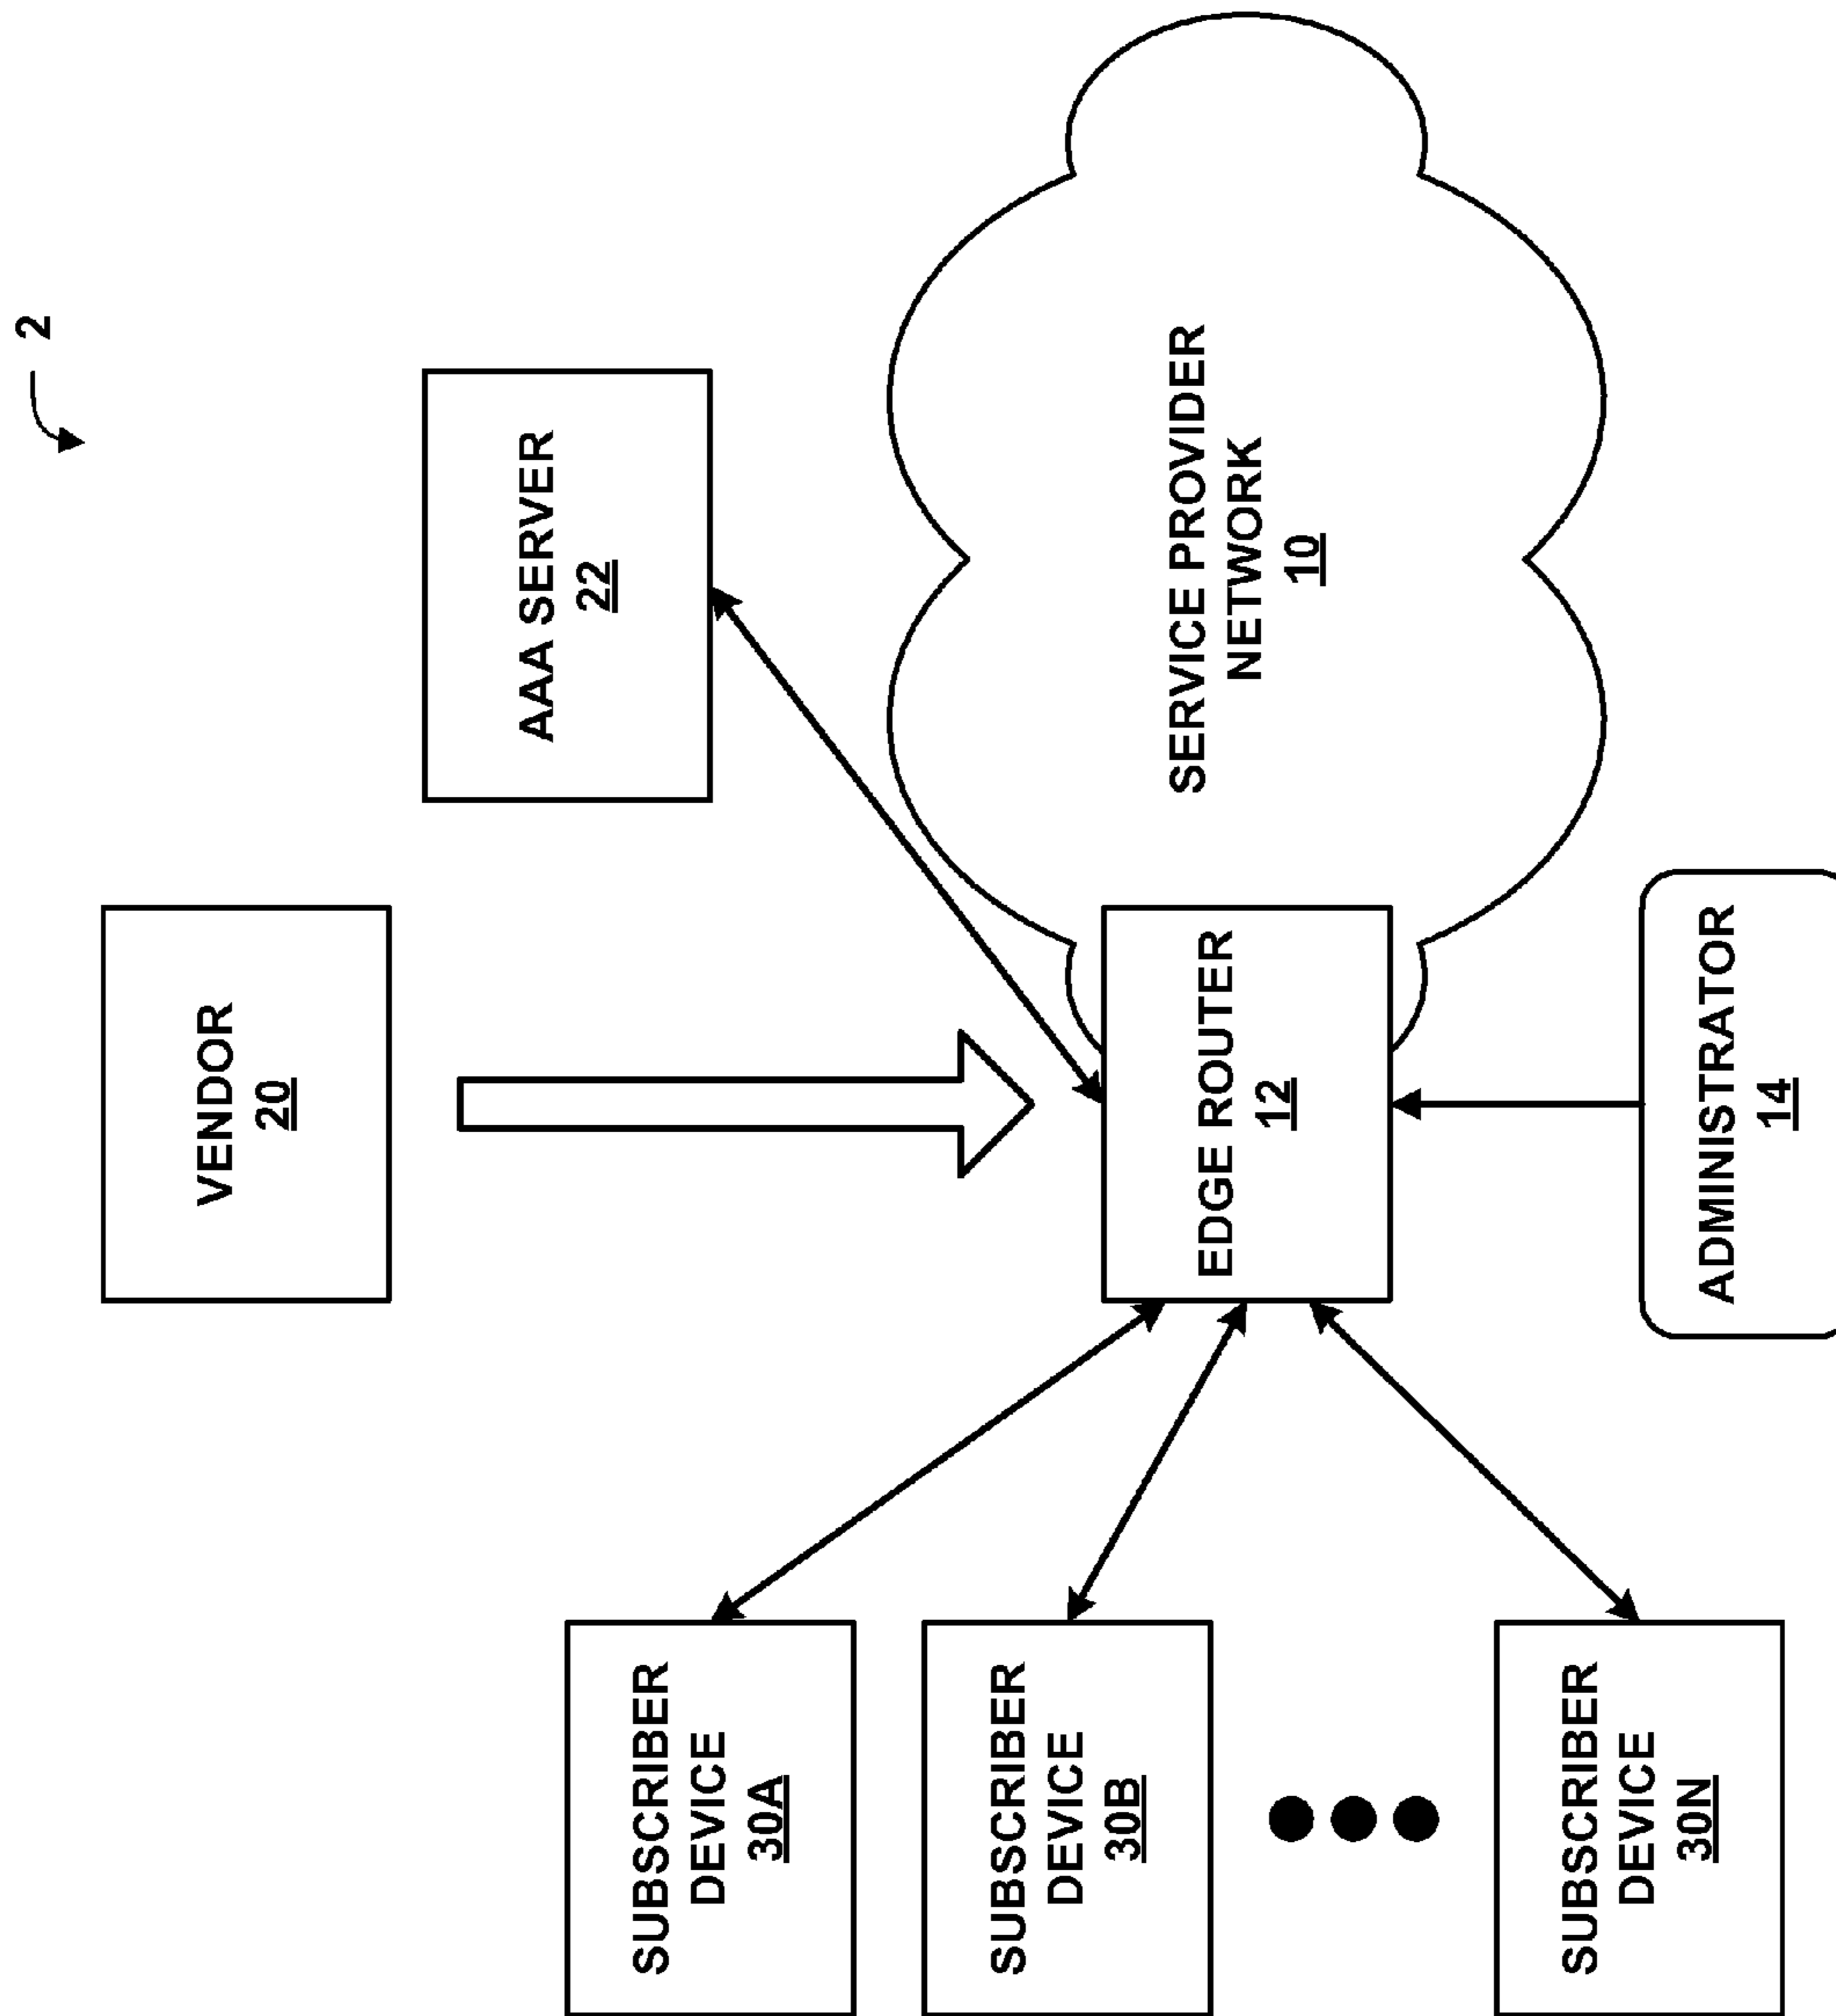 2
VENDOR
20
AAA SERVER
22
SERVICE PROVIDER
NETWORK
10
EDGE ROUTER
12
ADMINISTRATOR
14
SUBSCRIBER
DEVICE
30A
SUBSCRIBER
DEVICE
30B
SUBSCRIBER
DEVICE
30N